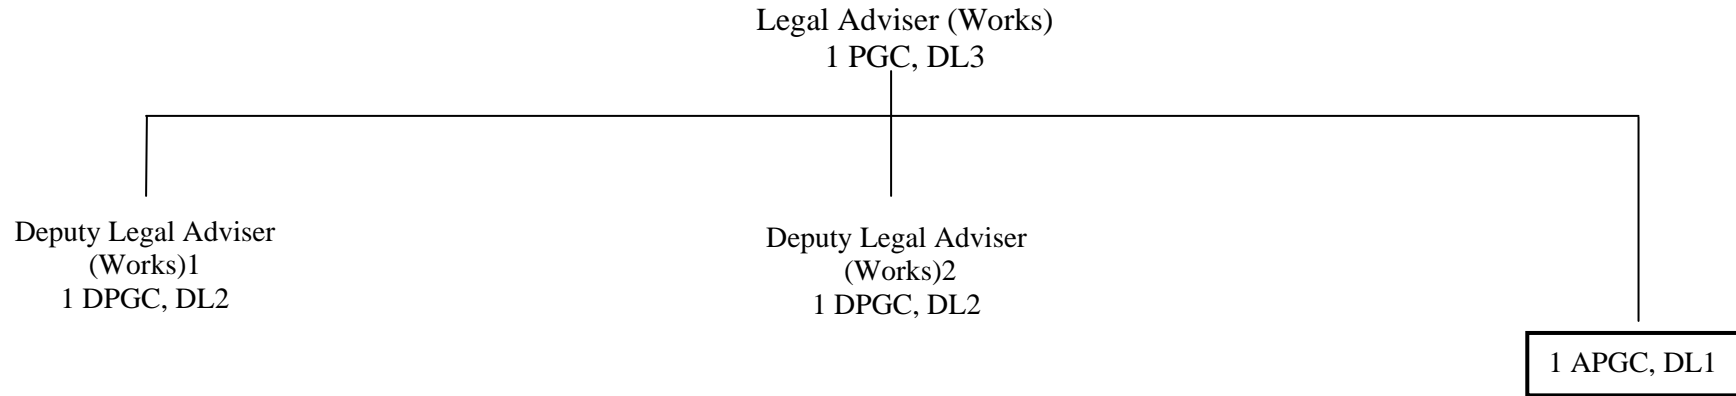 Legal Adviser (Works)
1 PGC, DL3
Deputy Legal Adviser
(Works)1
1 DPGC, DL2
Deputy Legal Adviser
(Works)2
1 DPGC, DL2
1 APGC, DL1